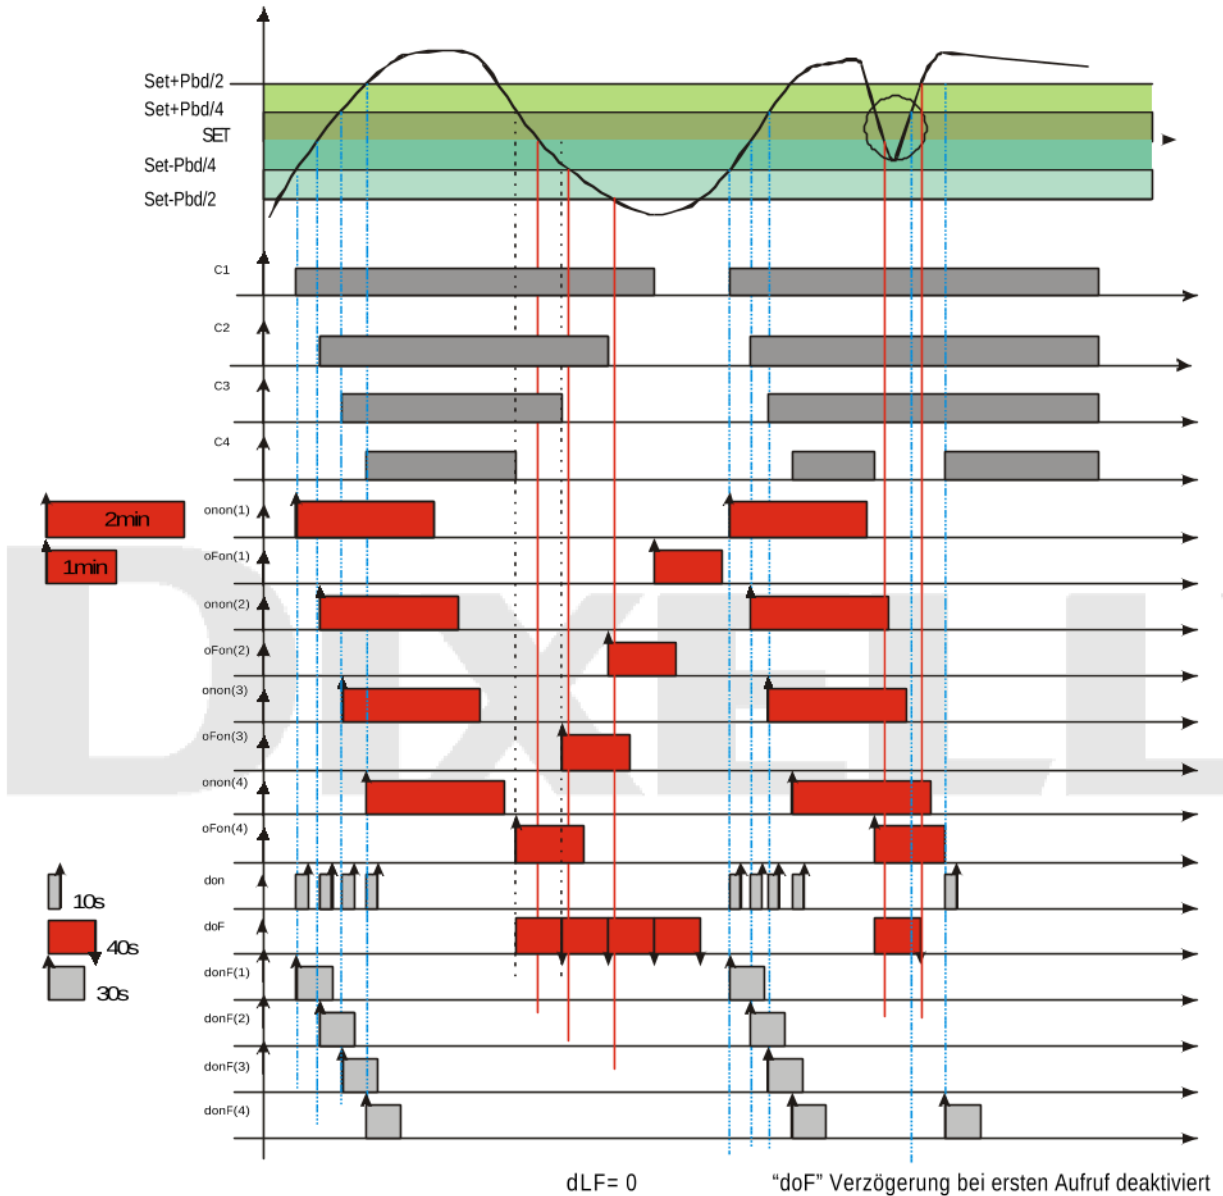 Set+Pbd/2
Set+Pbd/4
SET
Set-Pbd/4
Set-Pbd/2
C1
C2
C3
C4
2min
onon(1)
1min
oFon(1)
onon(2)
oFon(2)
onon(3)
oFon(3)
onon(4)
oFon(4)
10s
don
40s
doF
30s
donF(1)
donF(2)
donF(3)
donF(4)
DIXELL
dLF= 0
“doF” Verzögerung bei ersten Aufruf deaktiviert